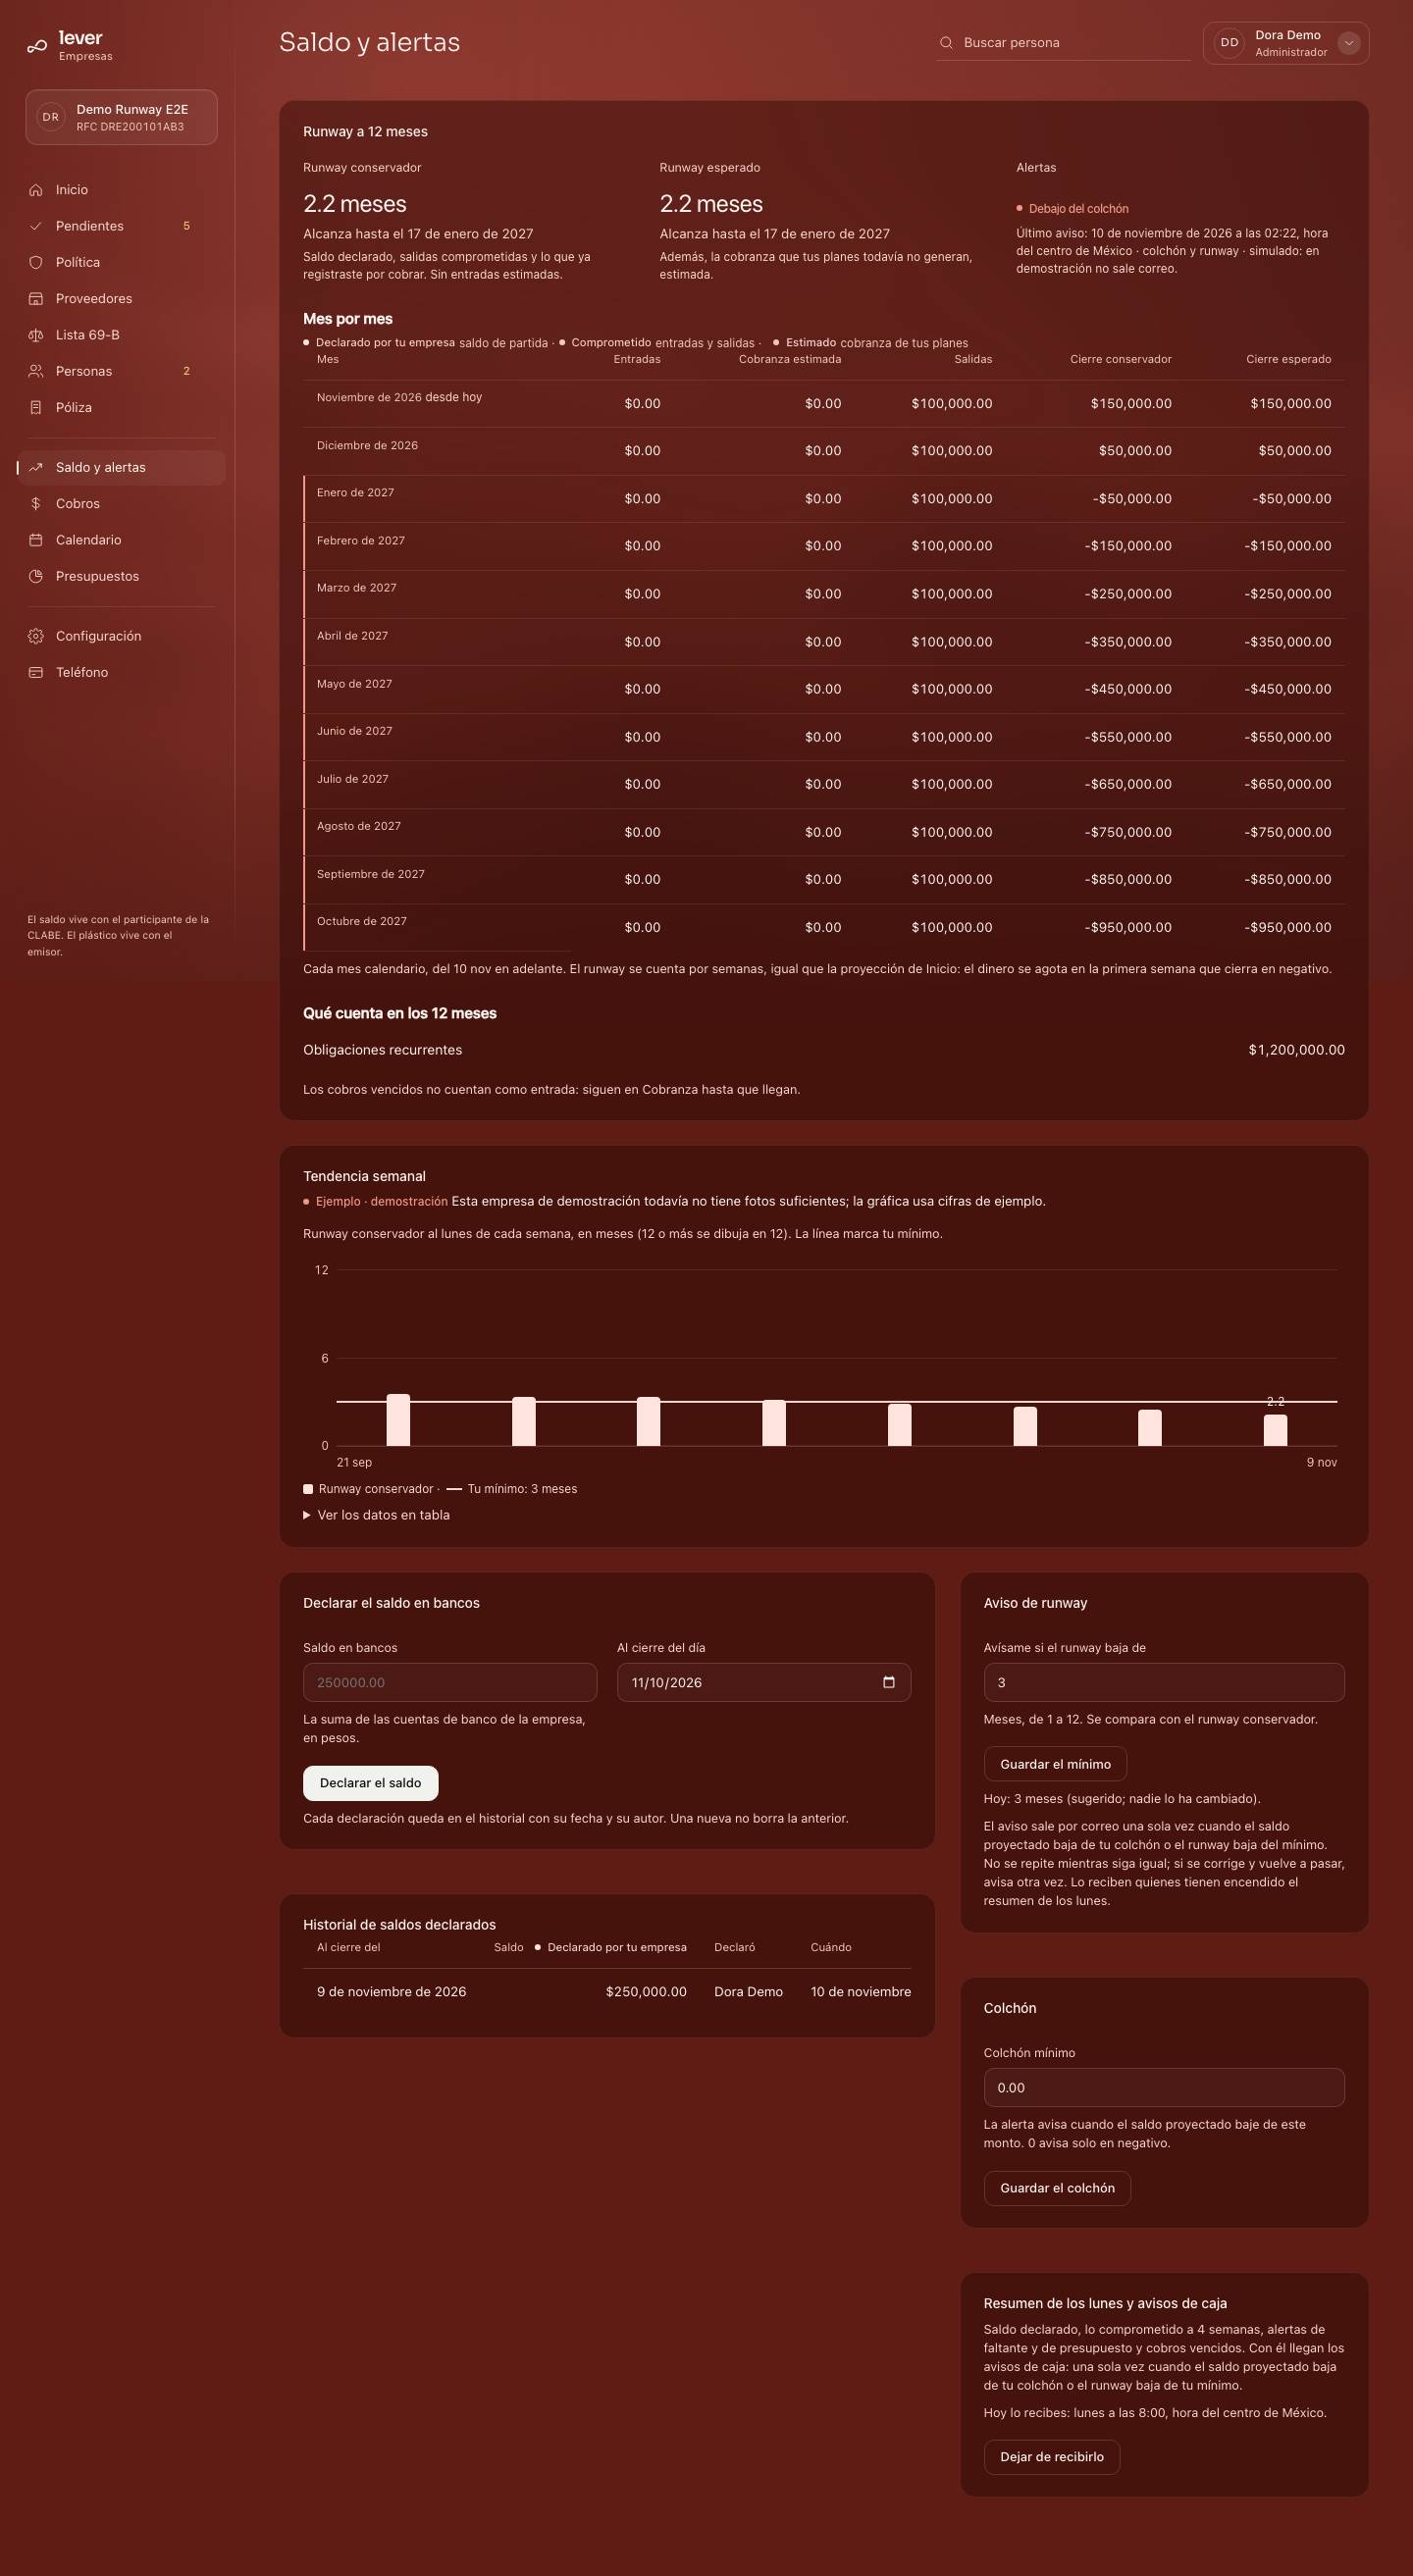 lever
Empresas
DR
Demo Runway E2E
RFC DRE200101AB3
Inicio
Pendientes 5
Política
Proveedores
Lista 69-B
Personas 2
Póliza
Saldo y alertas
Cobros
Calendario
Presupuestos
Configuración
Teléfono
El saldo vive con el participante de la
CLABE. El plástico vive con el
emisor.
Saldo y alertas
Buscar persona
DD
Dora Demo
Administrador
Runway a 12 meses
Runway conservador
2.2 meses
Alcanza hasta el 17 de enero de 2027
Saldo declarado, salidas comprometidas y lo que ya
registraste por cobrar. Sin entradas estimadas.
Runway esperado
2.2 meses
Alcanza hasta el 17 de enero de 2027
Además, la cobranza que tus planes todavía no generan,
estimada.
Alertas
Debajo del colchón
Último aviso: 10 de noviembre de 2026 a las 02:22, hora
del centro de México · colchón y runway · simulado: en
demostración no sale correo.
Mes por mes
Declarado por tu empresa saldo de partida · Comprometido entradas y salidas · Estimado cobranza de tus planes
Mes Entradas Cobranza estimada Salidas Cierre conservador Cierre esperado
Noviembre de 2026 desde hoy $0.00 $0.00 $100,000.00 $150,000.00 $150,000.00
Diciembre de 2026 $0.00 $0.00 $100,000.00 $50,000.00 $50,000.00
Enero de 2027 $0.00 $0.00 $100,000.00 -$50,000.00 -$50,000.00
Febrero de 2027 $0.00 $0.00 $100,000.00 -$150,000.00 -$150,000.00
Marzo de 2027 $0.00 $0.00 $100,000.00 -$250,000.00 -$250,000.00
Abril de 2027 $0.00 $0.00 $100,000.00 -$350,000.00 -$350,000.00
Mayo de 2027 $0.00 $0.00 $100,000.00 -$450,000.00 -$450,000.00
Junio de 2027 $0.00 $0.00 $100,000.00 -$550,000.00 -$550,000.00
Julio de 2027 $0.00 $0.00 $100,000.00 -$650,000.00 -$650,000.00
Agosto de 2027 $0.00 $0.00 $100,000.00 -$750,000.00 -$750,000.00
Septiembre de 2027 $0.00 $0.00 $100,000.00 -$850,000.00 -$850,000.00
Octubre de 2027 $0.00 $0.00 $100,000.00 -$950,000.00 -$950,000.00
Cada mes calendario, del 10 nov en adelante. El runway se cuenta por semanas, igual que la proyección de Inicio: el dinero se agota en la primera semana que cierra en negativo.
Qué cuenta en los 12 meses
Obligaciones recurrentes $1,200,000.00
Los cobros vencidos no cuentan como entrada: siguen en Cobranza hasta que llegan.
Tendencia semanal
Ejemplo · demostración Esta empresa de demostración todavía no tiene fotos suficientes; la gráfica usa cifras de ejemplo.
Runway conservador al lunes de cada semana, en meses (12 o más se dibuja en 12). La línea marca tu mínimo.
12
6
2.2
0
21 sep 9 nov
Runway conservador · Tu mínimo: 3 meses
Ver los datos en tabla
Declarar el saldo en bancos
Saldo en bancos
250000.00
La suma de las cuentas de banco de la empresa,
en pesos.
Al cierre del día
11/10/2026
Declarar el saldo
Cada declaración queda en el historial con su fecha y su autor. Una nueva no borra la anterior.
Historial de saldos declarados
Al cierre del Saldo Declarado por tu empresa Declaró Cuándo
9 de noviembre de 2026 $250,000.00 Dora Demo 10 de noviembre
Aviso de runway
Avísame si el runway baja de
3
Meses, de 1 a 12. Se compara con el runway conservador.
Guardar el mínimo
Hoy: 3 meses (sugerido; nadie lo ha cambiado).
El aviso sale por correo una sola vez cuando el saldo
proyectado baja de tu colchón o el runway baja del mínimo.
No se repite mientras siga igual; si se corrige y vuelve a pasar,
avisa otra vez. Lo reciben quienes tienen encendido el
resumen de los lunes.
Colchón
Colchón mínimo
0.00
La alerta avisa cuando el saldo proyectado baje de este
monto. 0 avisa solo en negativo.
Guardar el colchón
Resumen de los lunes y avisos de caja
Saldo declarado, lo comprometido a 4 semanas, alertas de
faltante y de presupuesto y cobros vencidos. Con él llegan los
avisos de caja: una sola vez cuando el saldo proyectado baja
de tu colchón o el runway baja de tu mínimo.
Hoy lo recibes: lunes a las 8:00, hora del centro de México.
Dejar de recibirlo